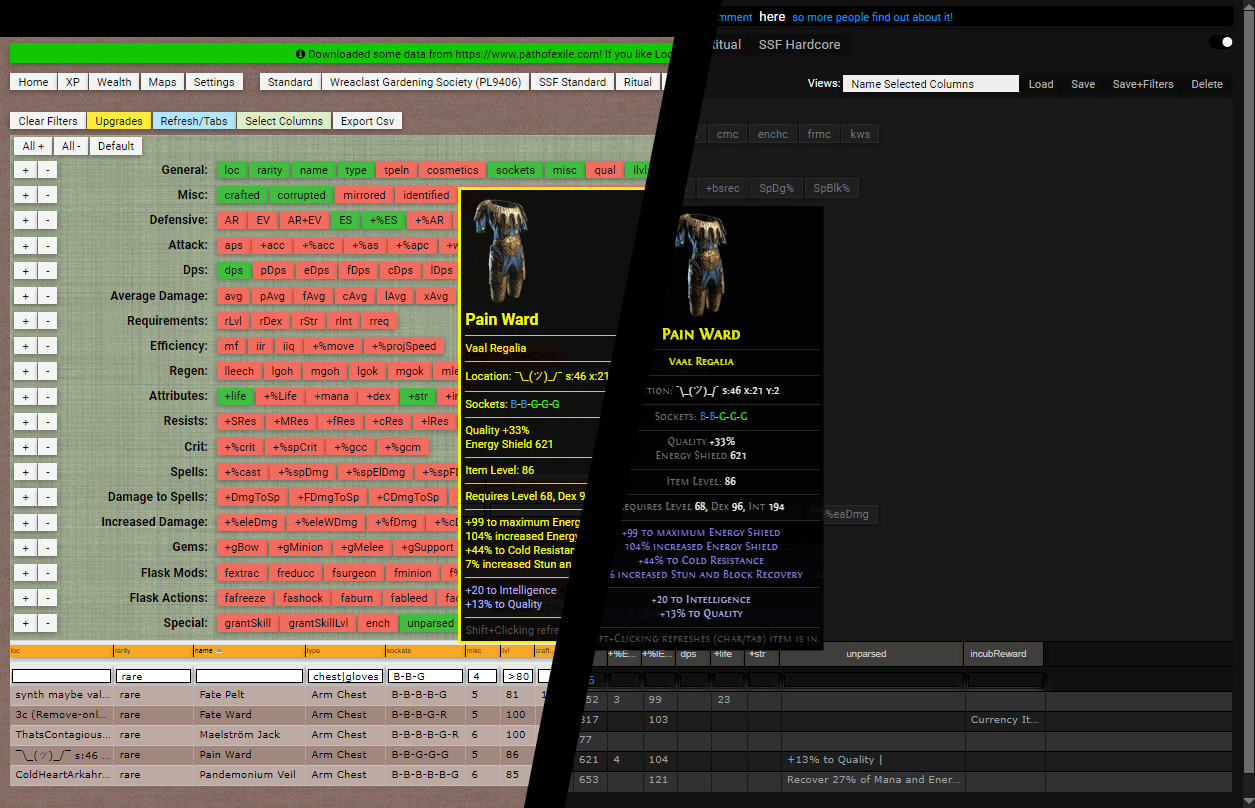 mment here so more people find out about it!
Downloaded some data from https://www.pathofexile.com! If you like Loc
Ritual SSF Hardcore
Home XP Wealth Maps Settings Standard Wreaclast Gardening Society (PL9406) SSF Standard Ritual
Views: Name Selected Columns Load Save Save+Filters Delete
Clear Filters Upgrades Refresh/Tabs Select Columns Export Csv
cmc enchc frmc kws
All + All - Default
+ - General: loc rarity name type tpeln cosmetics sockets misc qual ilvl
+bsrec SpDg% SpBlk%
+ - Misc: crafted corrupted mirrored identified
+ - Defensive: AR EV AR+EV ES +%ES +%AR
+ - Attack: aps +acc +%acc +%as +%apc +w
+ - Dps: dps pDps eDps fDps cDps lDps
+ - Average Damage: avg pAvg fAvg cAvg lAvg xAvg
+ - Requirements: rLvl rDex rStr rInt rreq
+ - Efficiency: mf iir iiq +%move +%projSpeed
+ - Regen: lleech lgoh mgoh lgok mgok mle
+ - Attributes: +life +%Life +mana +dex +str +in
+ - Resists: +SRes +MRes +fRes +cRes +lRes
+ - Crit: +%crit +%spCrit +%gcc +%gcm
+ - Spells: +%cast +%spDmg +%spElDmg +%spFD
+ - Damage to Spells: +DmgToSp +FDmgToSp +CDmgToSp
+ - Increased Damage: +%eleDmg +%eleWDmg +%fDmg +%cD
+ - Gems: +gBow +gMinion +gMelee +gSupport
+ - Flask Mods: fextrac freducc fsurgeon fminion f%
+ - Flask Actions: fafreeze fashock faburn fableed fac
+ - Special: grantSkill grantSkillLvl ench unparsed
Pain Ward
Vaal Regalia
Location: ¯\_(ツ)_/¯ s:46 x:21
Sockets: B-B-G-G-G
Quality +33%
Energy Shield 621
Item Level: 86
Requires Level 68, Dex 9
+99 to maximum Energ
104% increased Energy
+44% to Cold Resistan
7% increased Stun an
+20 to Intelligence
+13% to Quality
Shift+Clicking refre
Pain Ward
Vaal Regalia
tion: ¯\_(ツ)_/¯ s:46 x:21 y:2
Sockets: B-B-G-G-G
Quality +33%
Energy Shield 621
Item Level: 86
equires Level 68, Dex 96, Int 194
+99 to maximum Energy Shield
104% increased Energy Shield
+44% to Cold Resistance
% increased Stun and Block Recovery
+20 to Intelligence
+13% to Quality
ft+Clicking refreshes (char/tab) item is in.
%eaDmg
loc rarity name type sockets misc ilvl craft... +%E... +%lE... dps +life +str unparsed incubReward
rare chest|gloves B-B-G 4 >80
synth maybe val... rare Fate Pelt Arm Chest B-B-B-B-G 5 81 1 52 3 99 23
3c (Remove-onl... rare Fate Ward Arm Chest B-B-B-G-R 5 100 317 103 Currency It...
ThatsContagious... rare Maelström Jack Arm Chest B-B-B-B-G-R 6 100 77
¯\_(ツ)_/¯ s:46 ... rare Pain Ward Arm Chest B-B-G-G-G 5 86 621 4 104 +13% to Quality |
ColdHeartArkahr... rare Pandemonium Veil Arm Chest B-B-B-B-B-G 6 85 653 121 Recover 27% of Mana and Ener...